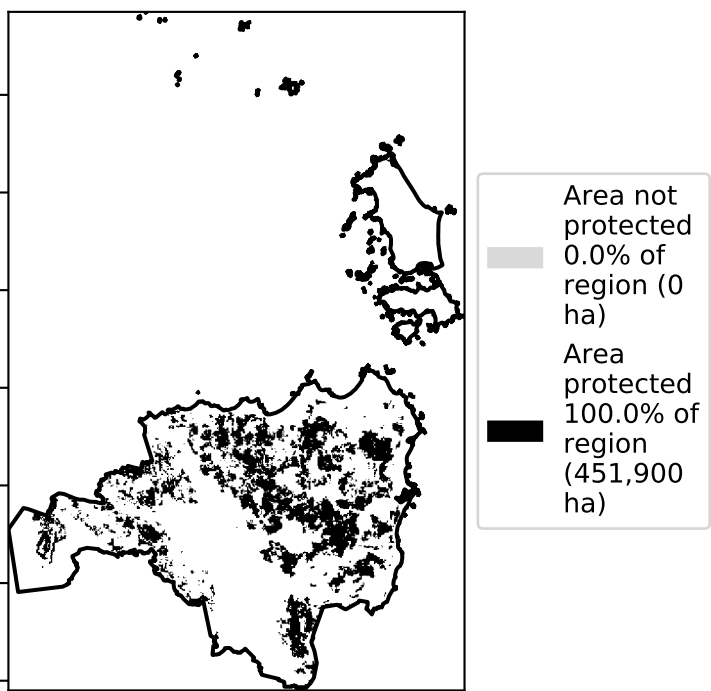 Area not
protected
0.0% of
region (0
ha)
Area
protected
100.0% of
region
(451,900
ha)